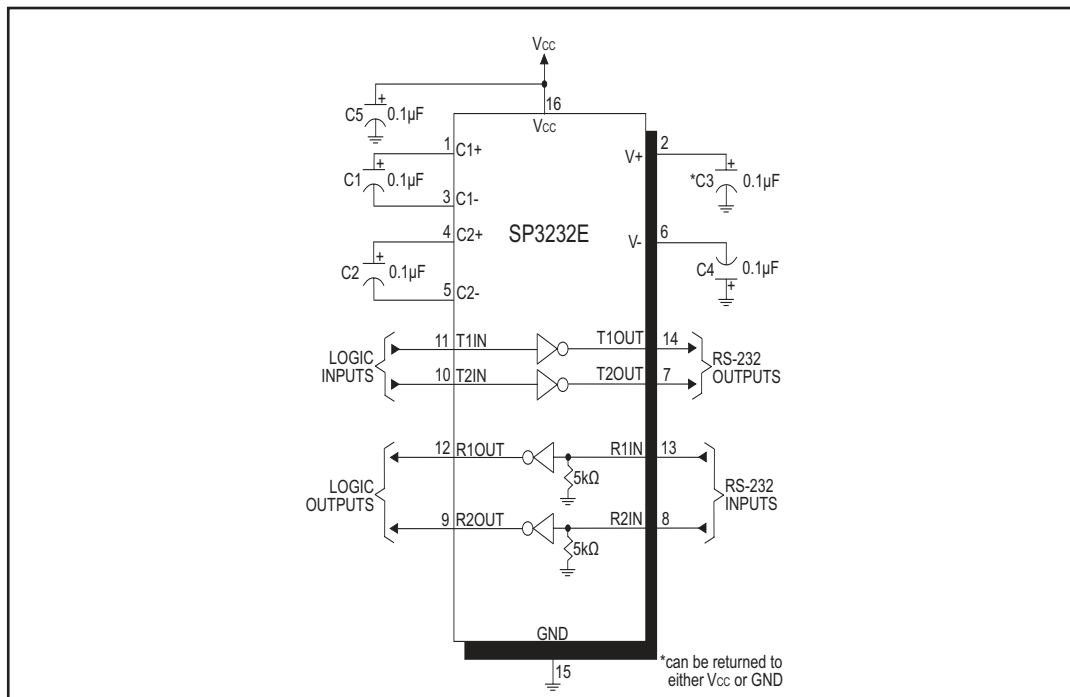 Vcc
16
Vcc
+
C5
0.1µF
1
C1+
+
C1
0.1µF
3
C1-
4
C2+
+
C2
0.1µF
5
C2-
SP3232E
V+
2
+
*C3
0.1µF
V-
6
C4
0.1µF
+
LOGIC
INPUTS
11
T1IN
T1OUT
14
10
T2IN
T2OUT
7
RS-232
OUTPUTS
LOGIC
OUTPUTS
12
R1OUT
R1IN
13
5kΩ
9
R2OUT
R2IN
8
5kΩ
RS-232
INPUTS
GND
15
*can be returned to
either Vcc or GND